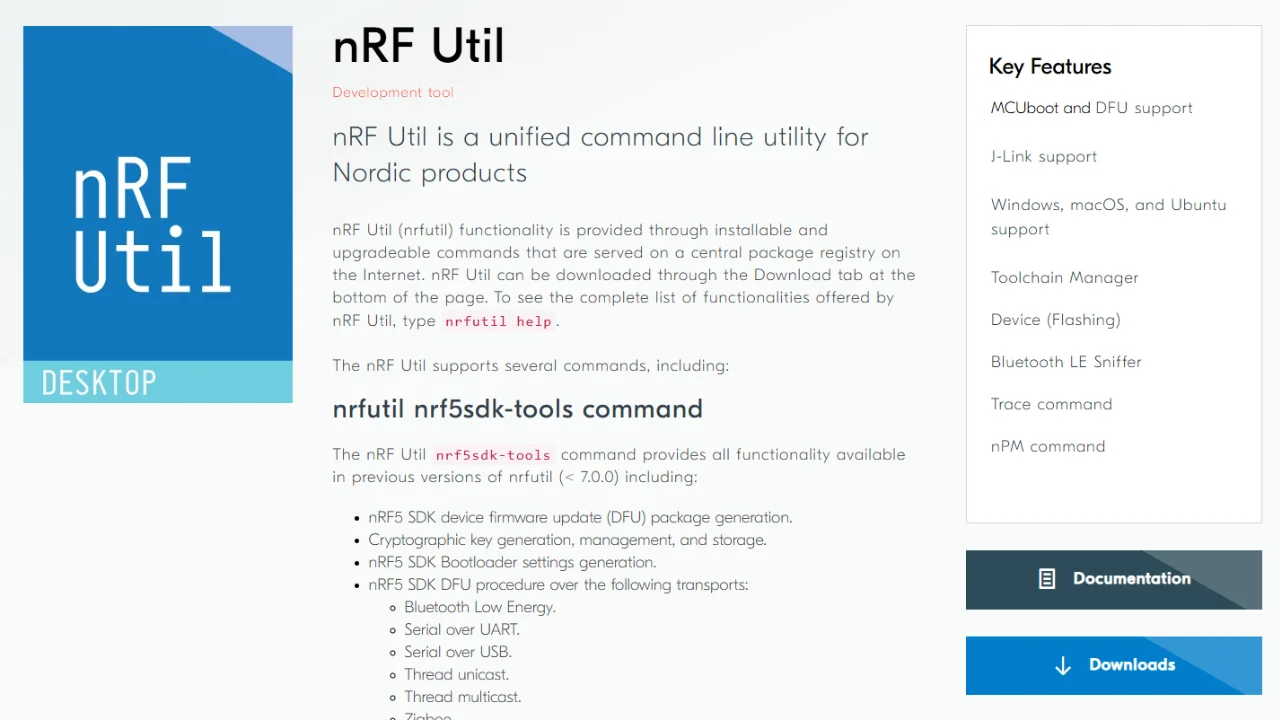 nRF
Util
DESKTOP
nRF Util
Development tool
nRF Util is a unified command line utility for
Nordic products
nRF Util (nrfutil) functionality is provided through installable and
upgradeable commands that are served on a central package registry on
the Internet. nRF Util can be downloaded through the Download tab at the
bottom of the page. To see the complete list of functionalities offered by
nRF Util, type nrfutil help.
The nRF Util supports several commands, including:
nrfutil nrf5sdk-tools command
The nRF Util nrf5sdk-tools command provides all functionality available
in previous versions of nrfutil (< 7.0.0) including:
• nRF5 SDK device firmware update (DFU) package generation.
• Cryptographic key generation, management, and storage.
• nRF5 SDK Bootloader settings generation.
• nRF5 SDK DFU procedure over the following transports:
◦ Bluetooth Low Energy.
◦ Serial over UART.
◦ Serial over USB.
◦ Thread unicast.
◦ Thread multicast.
◦ Zigbee
Key Features
MCUboot and DFU support
J-Link support
Windows, macOS, and Ubuntu
support
Toolchain Manager
Device (Flashing)
Bluetooth LE Sniffer
Trace command
nPM command
Documentation
Downloads